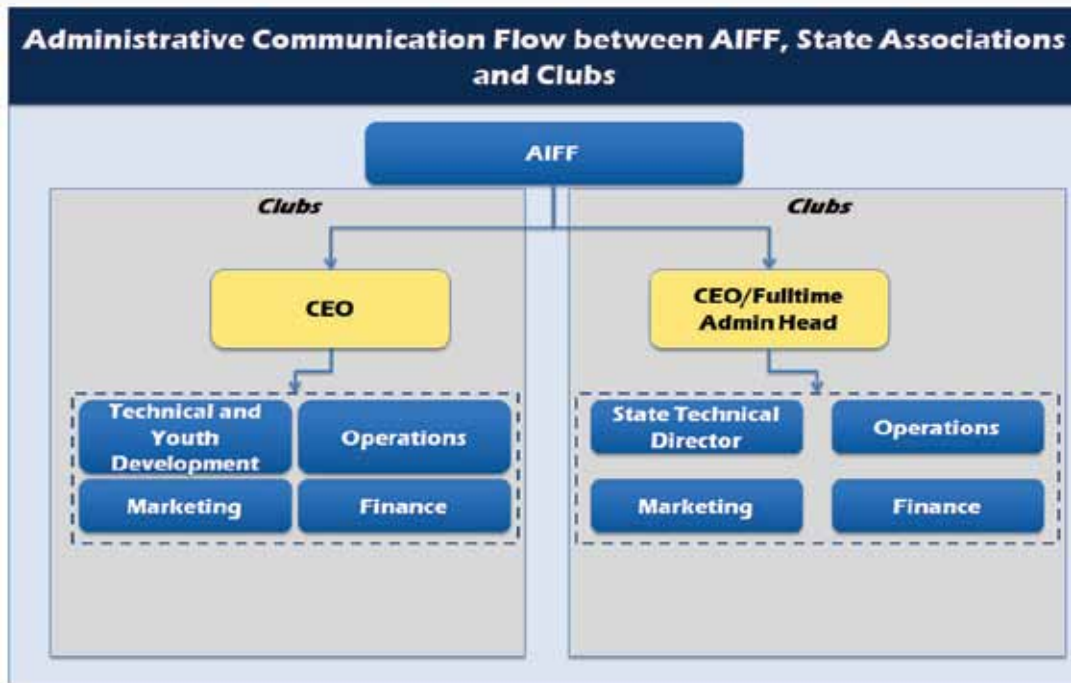 Administrative Communication Flow between AIFF, State Associations
and Clubs
AIFF
Clubs
CEO
Technical and
Youth
Development
Operations
Marketing
Finance
Clubs
CEO/Fulltime
Admin Head
State Technical
Director
Operations
Marketing
Finance